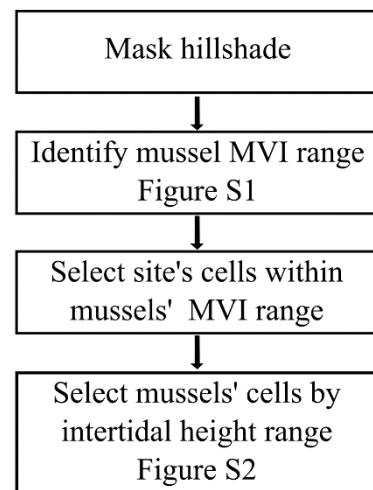 Mask hillshade
Identify mussel MVI range
Figure S1
Select site's cells within
mussels' MVI range
Select mussels' cells by
intertidal height range
Figure S2